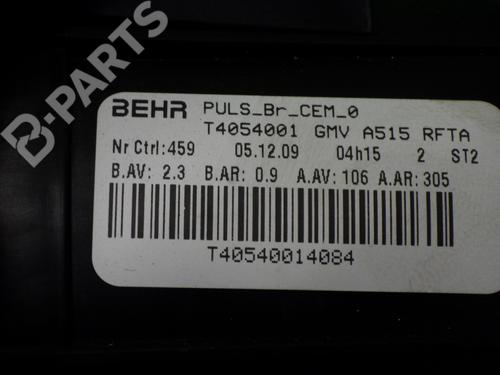 B-PARTS
BEHR PULS_Br_CEM_0
T4054001 GMV A515 RFTA
Nr Ctrl:459 05.12.09 04h15 2 ST2
B.AV: 2.3 B.AR: 0.9 A.AV: 106 A.AR: 305
T40540014084